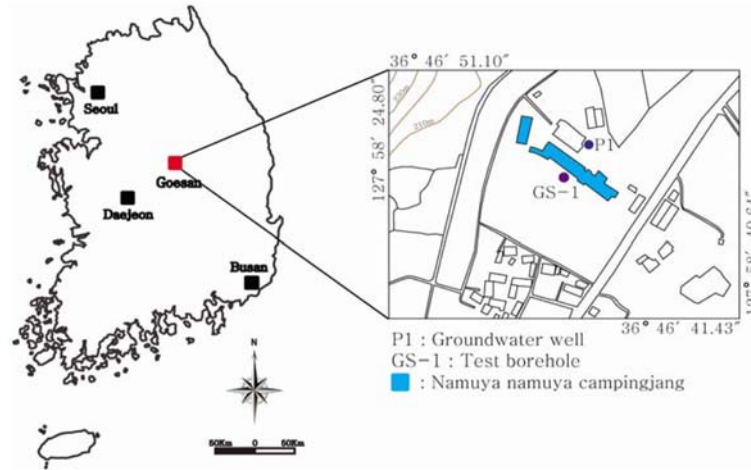 Seoul
Goesan
Daejeon
Busan
N
50Km 0 50Km
36° 46′ 51.10″
127° 58′ 24.80″
210m
P1
GS-1
36° 46′ 41.43″
P1 : Groundwater well
GS-1 : Test borehole
: Namuya namuya campingjang